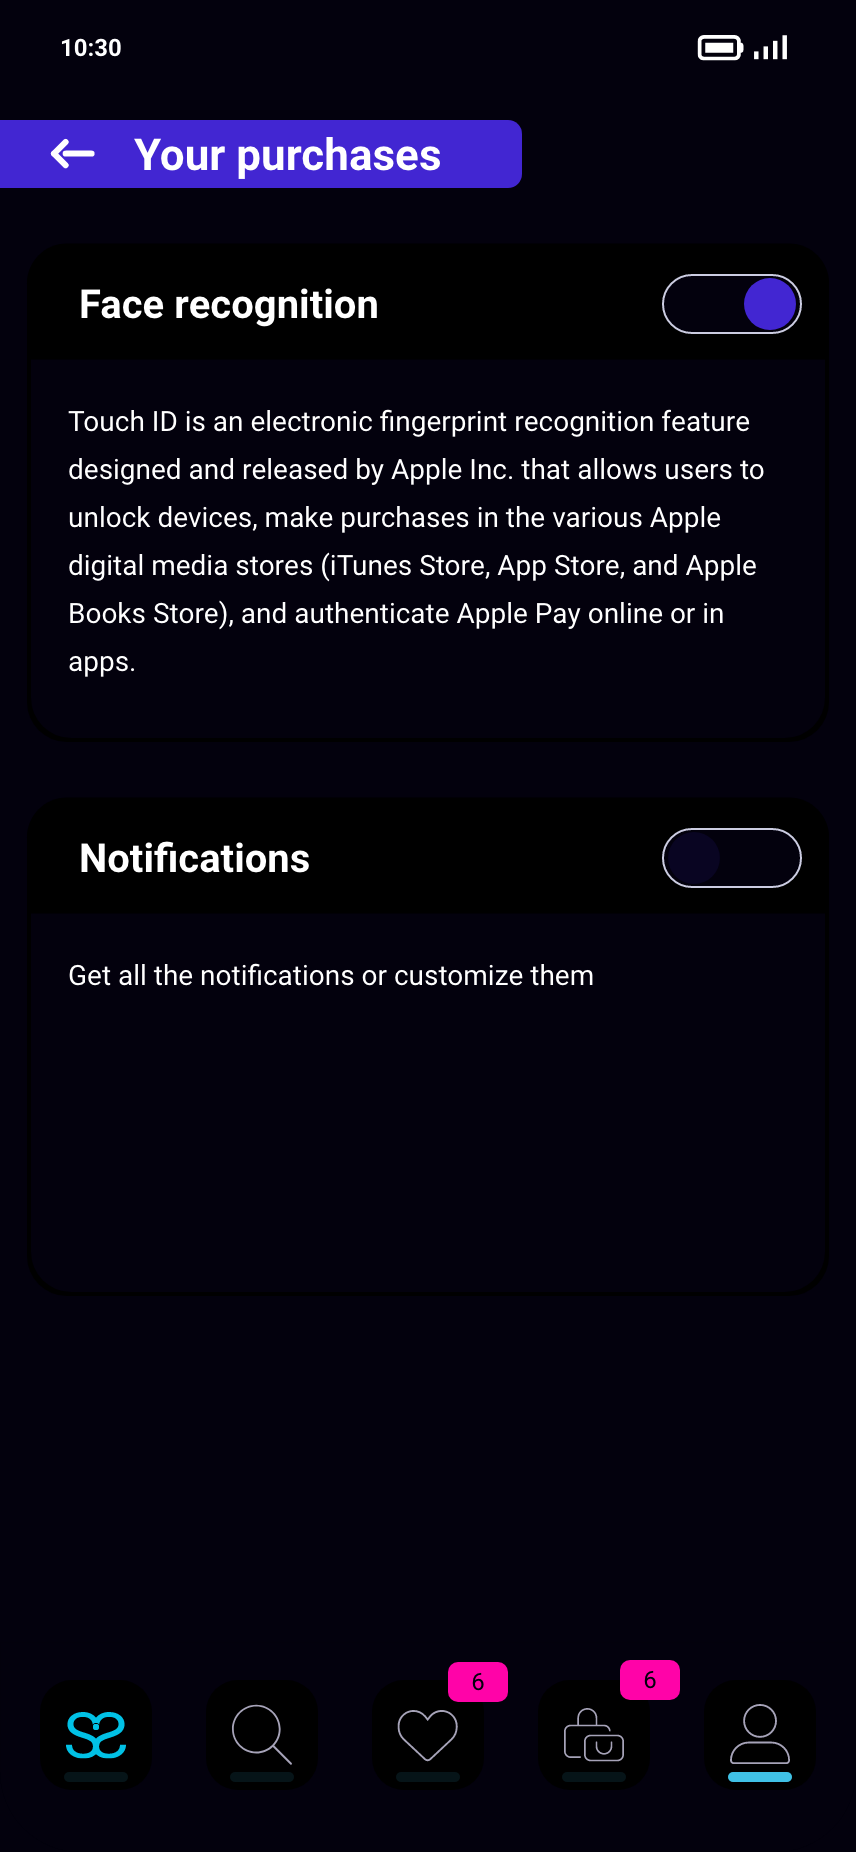 10:30
Your purchases
Face recognition
Touch ID is an electronic fingerprint recognition feature
designed and released by Apple Inc. that allows users to
unlock devices, make purchases in the various Apple
digital media stores (iTunes Store, App Store, and Apple
Books Store), and authenticate Apple Pay online or in
apps.
Notifications
Get all the notifications or customize them
6
6